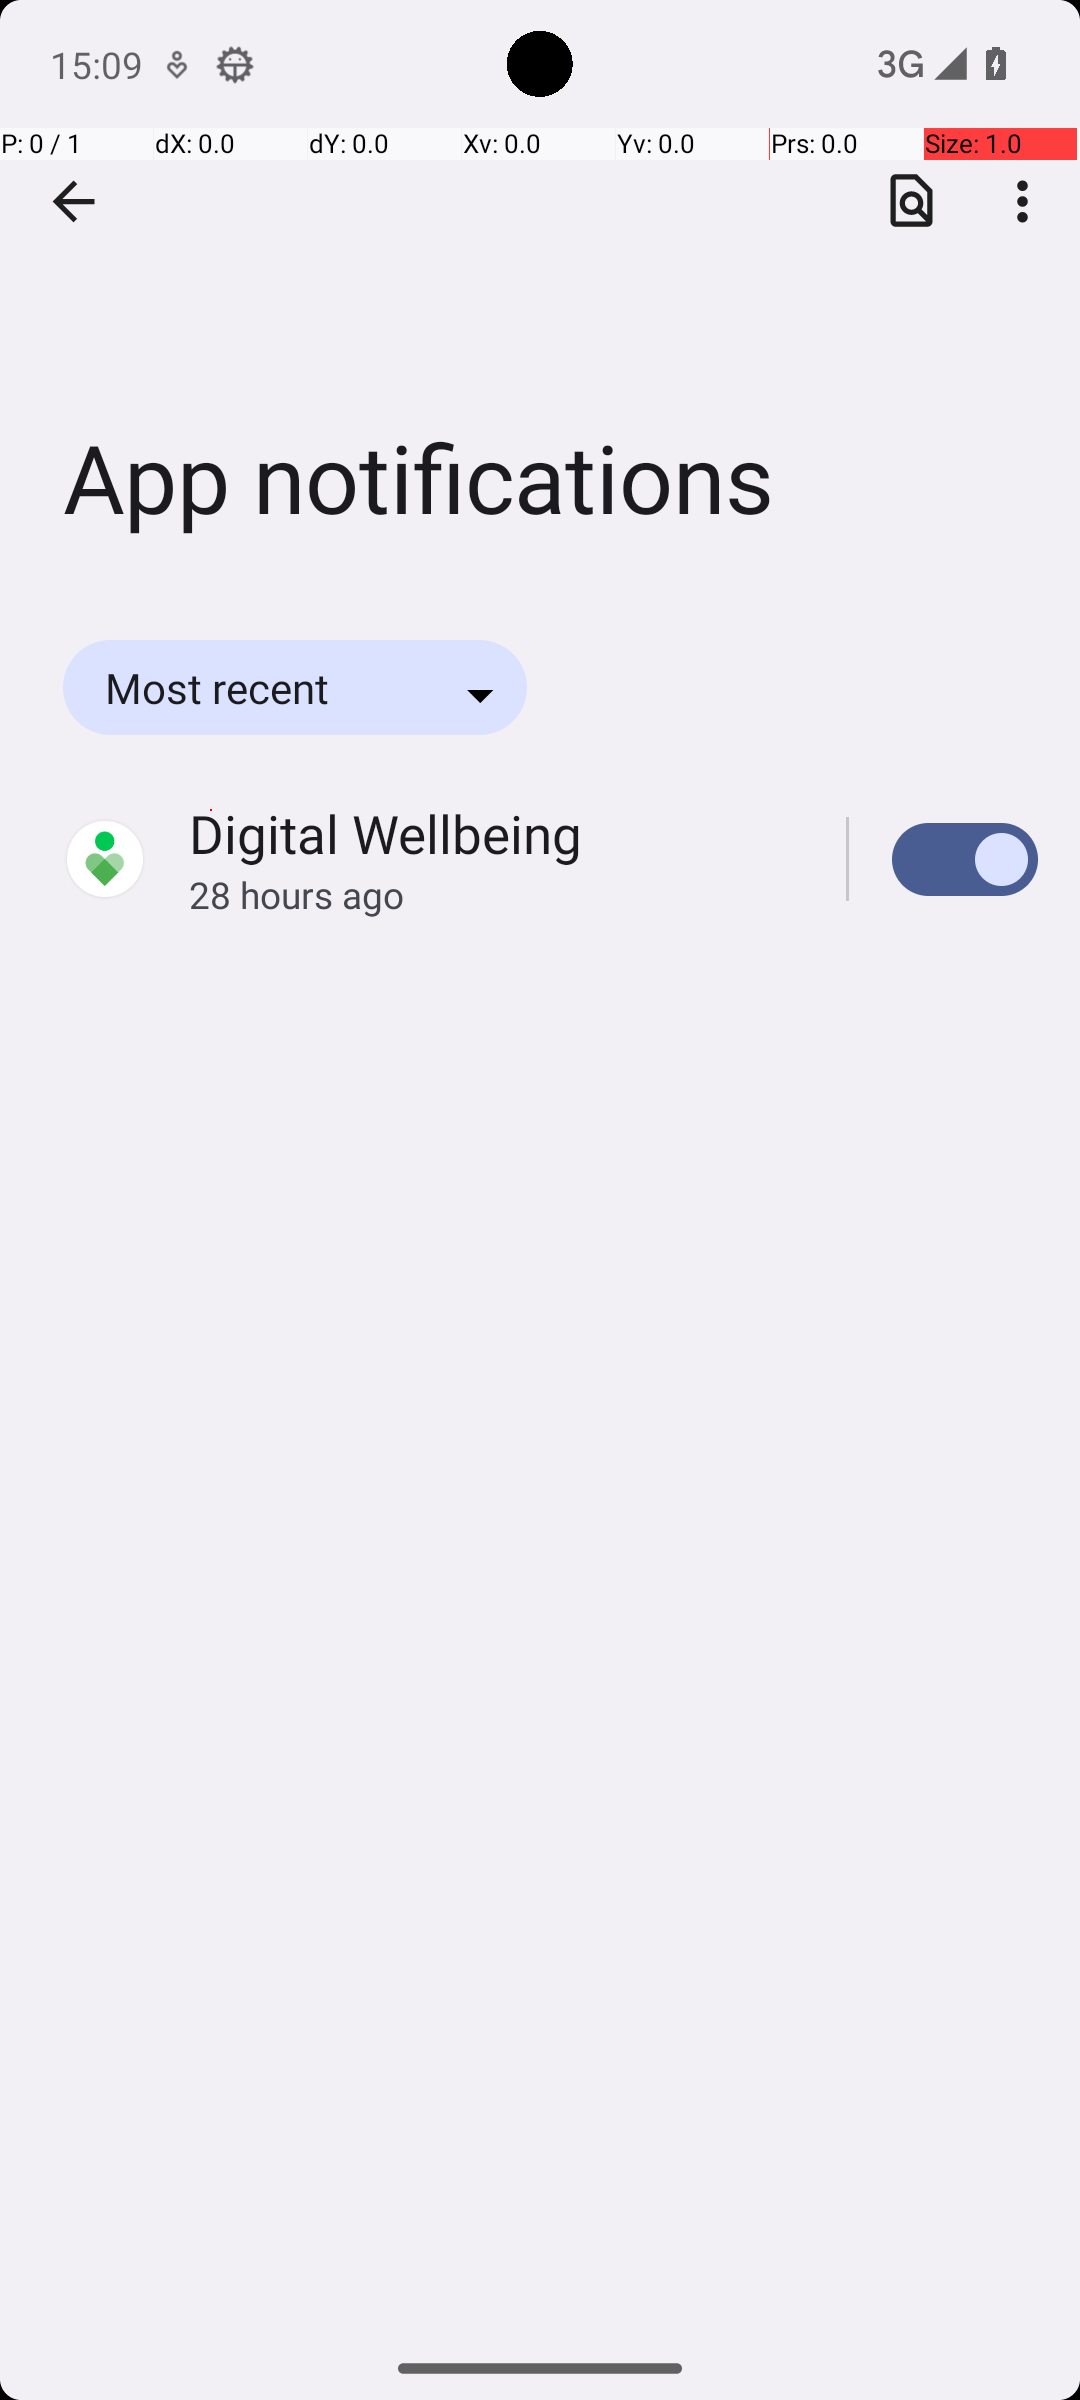 15:09
3G
P: 0 / 1 dX: 0.0 dY: 0.0 Xv: 0.0 Yv: 0.0 Prs: 0.0 Size: 1.0
App notifications
Most recent
Digital Wellbeing
28 hours ago